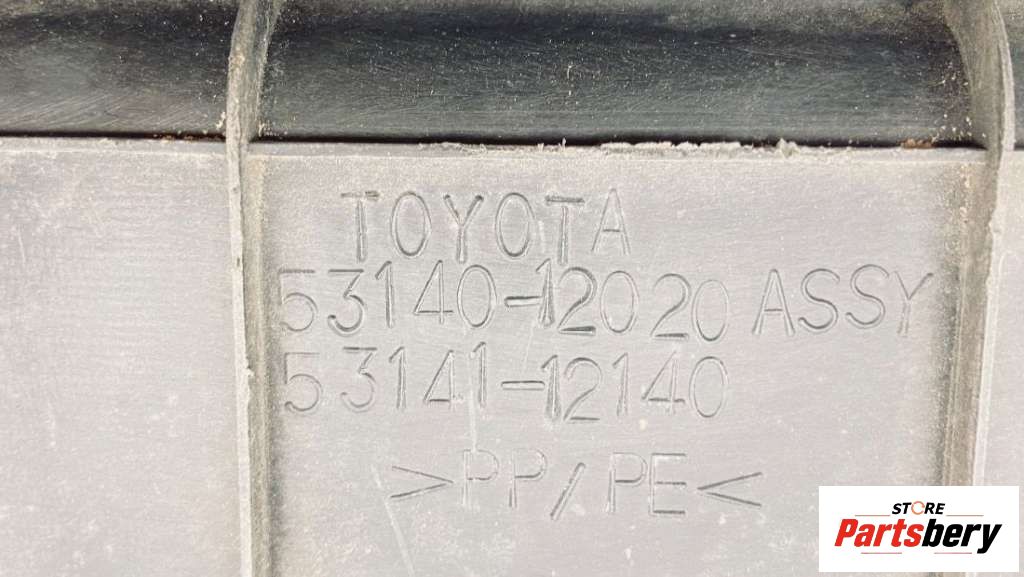 TOYOTA
53140-12020 ASSY
53141-12140
>PP/PE<
STORE
Partsbery